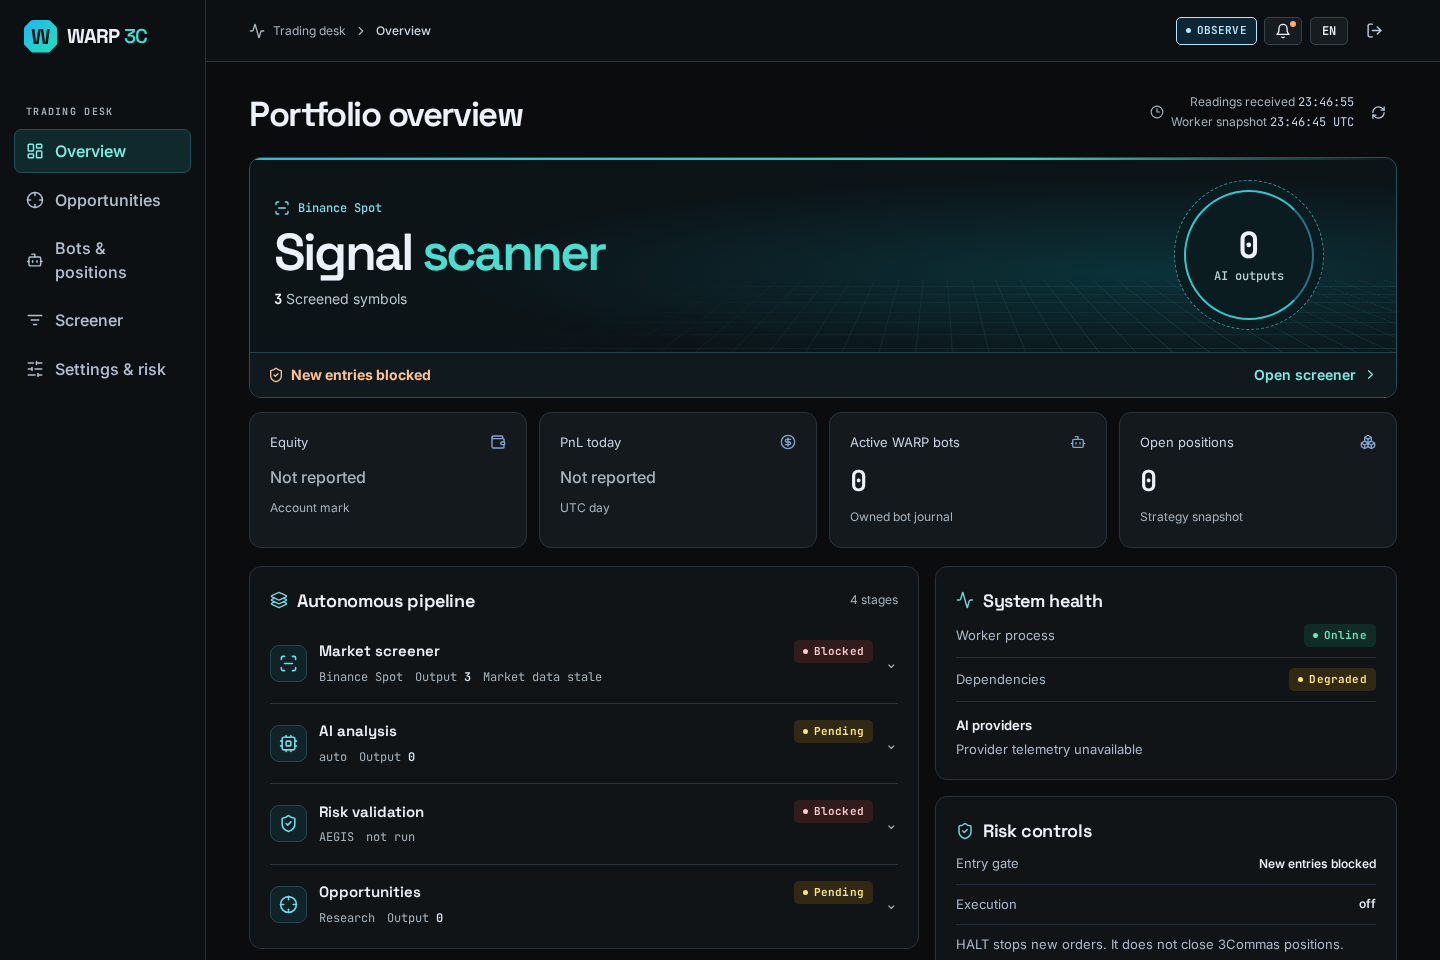 WARP 3C
TRADING DESK
Overview
Opportunities
Bots &
positions
Screener
Settings & risk
Trading desk
Overview
OBSERVE
EN
Portfolio overview
Readings received 23:46:55
Worker snapshot 23:46:45 UTC
Binance Spot
Signal scanner
3 Screened symbols
0
AI outputs
New entries blocked
Open screener
Equity
Not reported
Account mark
PnL today
Not reported
UTC day
Active WARP bots
0
Owned bot journal
Open positions
0
Strategy snapshot
Autonomous pipeline
4 stages
Market screener
Blocked
Binance Spot Output 3 Market data stale
AI analysis
Pending
auto Output 0
Risk validation
Blocked
AEGIS not run
Opportunities
Pending
Research Output 0
System health
Worker process
Online
Dependencies
Degraded
AI providers
Provider telemetry unavailable
Risk controls
Entry gate
New entries blocked
Execution
off
HALT stops new orders. It does not close 3Commas positions.